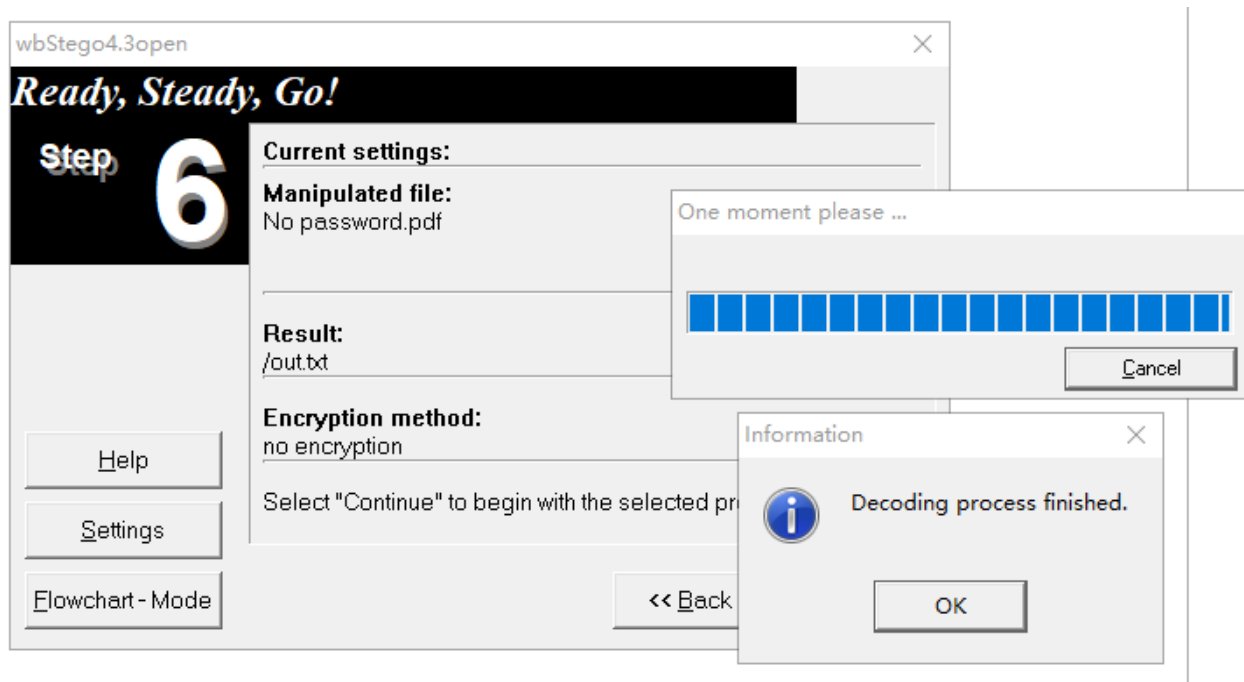 wbStego4.3open
Ready, Steady, Go!
Step 6
Current settings:
Manipulated file:
No password.pdf
Result:
/out.txt
Encryption method:
no encryption
Select "Continue" to begin with the selected pr
Help
Settings
Flowchart - Mode
<< Back
One moment please ...
Cancel
Information
Decoding process finished.
OK